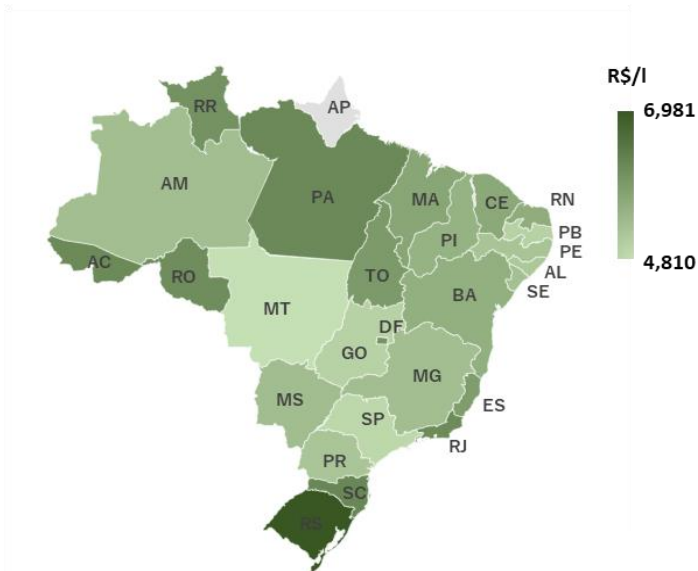 R$/l
6,981
4,810
RR
AP
AM
PA
MA
CE
RN
PB
PE
AL
SE
PI
AC
RO
TO
BA
MT
DF
GO
MG
MS
ES
SP
RJ
PR
SC
RS